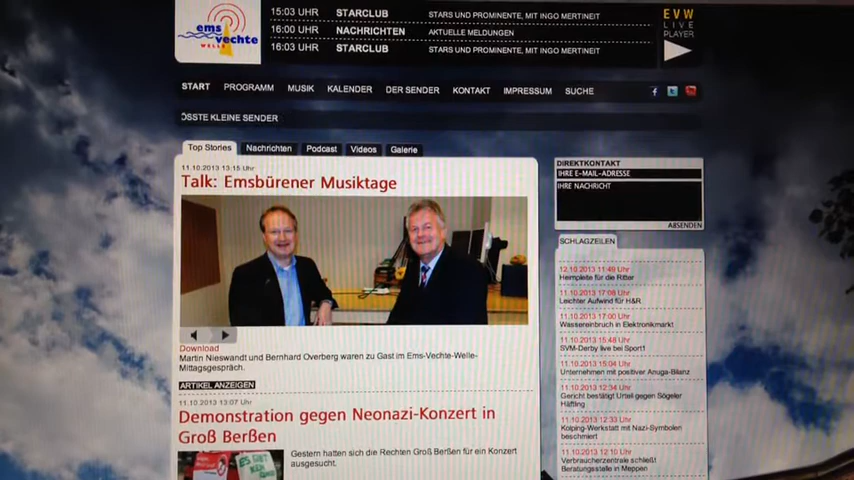 ems
vechte
WELLE
15:03 UHR STARCLUB STARS UND PROMINENTE, MIT INGO MERTINEIT
16:00 UHR NACHRICHTEN AKTUELLE MELDUNGEN
16:03 UHR STARCLUB STARS UND PROMINENTE, MIT INGO MERTINEIT
EVW
LIVE
PLAYER
START PROGRAMM MUSIK KALENDER DER SENDER KONTAKT IMPRESSUM SUCHE
ÖSSTE KLEINE SENDER
Top Stories Nachrichten Podcast Videos Galerie
11.10.2013 13:15 Uhr
Talk: Emsbürener Musiktage
Download
Martin Nieswandt und Bernhard Overberg waren zu Gast im Ems-Vechte-Welle-
Mittagsgespräch.
ARTIKEL ANZEIGEN
11.10.2013 13:07 Uhr
Demonstration gegen Neonazi-Konzert in
Groß Berßen
Gestern hatten sich die Rechten Groß Berßen für ein Konzert
ausgesucht.
DIREKTKONTAKT
IHRE E-MAIL-ADRESSE
IHRE NACHRICHT
ABSENDEN
SCHLAGZEILEN
12.10.2013 11:49 Uhr
Heimpleite für die Ritter
11.10.2013 17:08 Uhr
Leichter Aufwind für H&R
11.10.2013 17:00 Uhr
Wassereinbruch in Elektronikmarkt
11.10.2013 15:48 Uhr
SVM-Derby live bei Sport1
11.10.2013 15:04 Uhr
Unternehmen mit positiver Anuga-Bilanz
11.10.2013 12:34 Uhr
Gericht bestätigt Urteil gegen Sögeler
Häftling
11.10.2013 12:33 Uhr
Kolping-Werkstatt mit Nazi-Symbolen
beschmiert
11.10.2013 12:10 Uhr
Verbraucherzentrale schließt
Beratungsstelle in Meppen